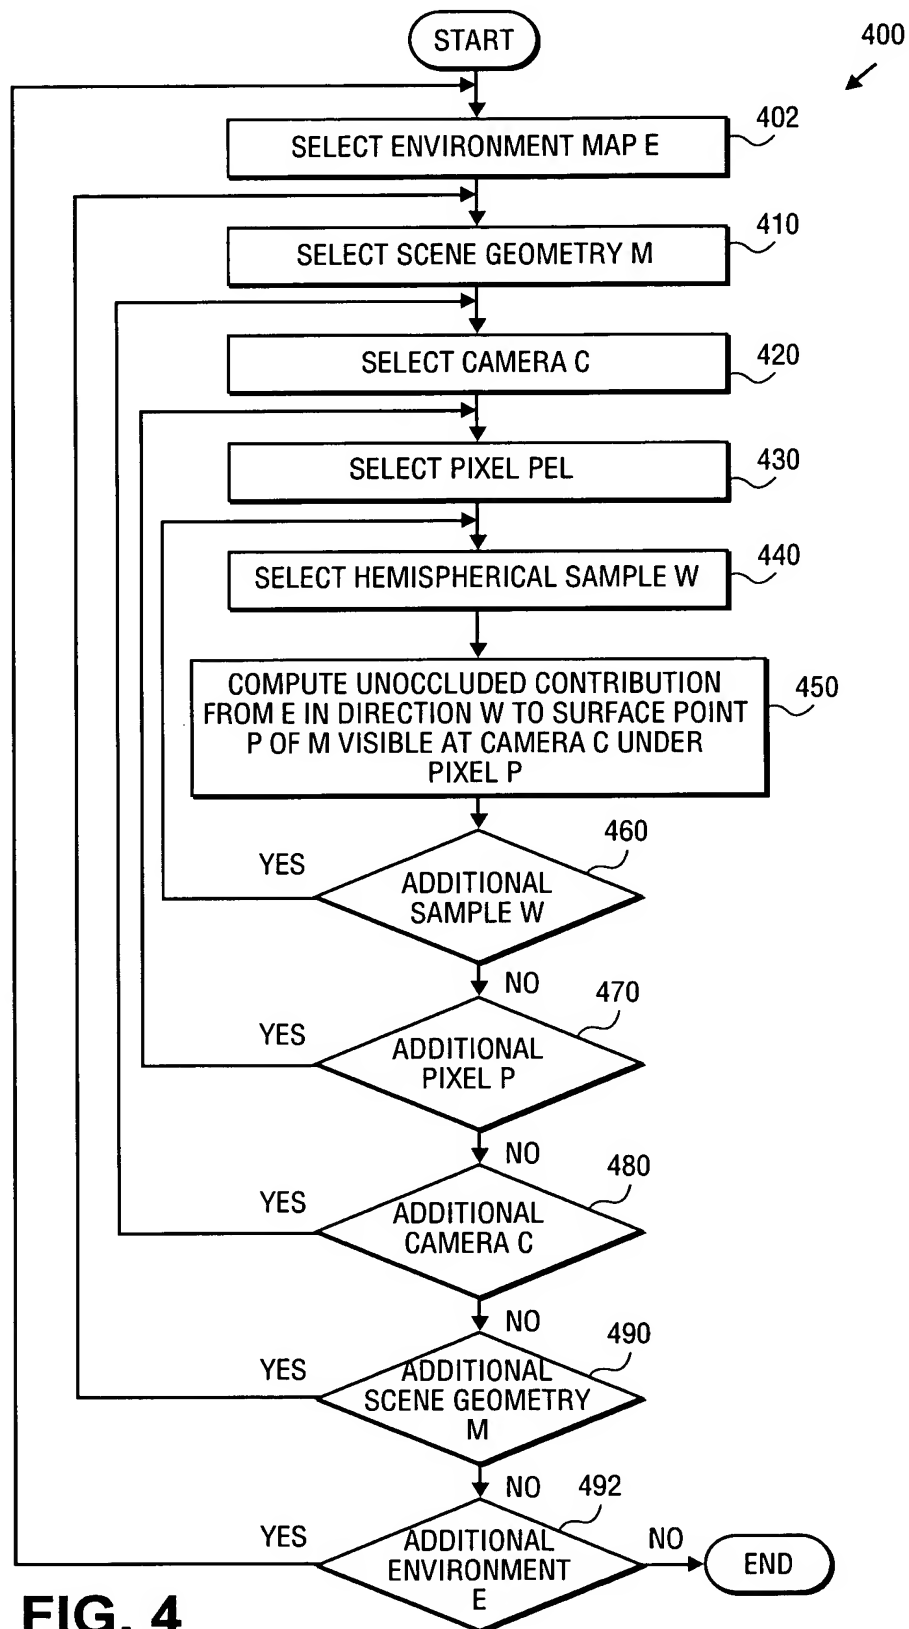 START
400
SELECT ENVIRONMENT MAP E
402
SELECT SCENE GEOMETRY M
410
SELECT CAMERA C
420
SELECT PIXEL PEL
430
SELECT HEMISPHERICAL SAMPLE W
440
COMPUTE UNOCCLUDED CONTRIBUTION
FROM E IN DIRECTION W TO SURFACE POINT
P OF M VISIBLE AT CAMERA C UNDER
PIXEL P
450
460
YES
ADDITIONAL
SAMPLE W
NO
470
YES
ADDITIONAL
PIXEL P
NO
480
YES
ADDITIONAL
CAMERA C
NO
490
YES
ADDITIONAL
SCENE GEOMETRY
M
NO
492
YES
ADDITIONAL
ENVIRONMENT
E
NO
END
FIG. 4